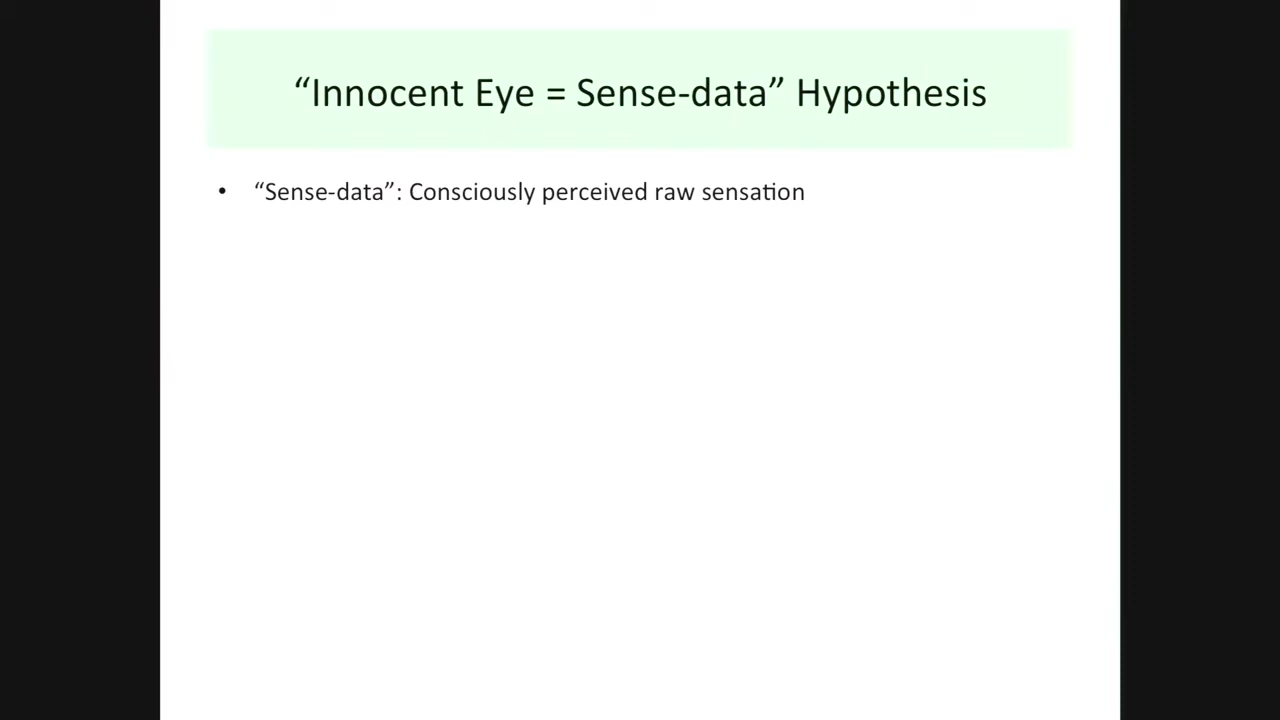 “Innocent Eye = Sense-data” Hypothesis
• “Sense-data”: Consciously perceived raw sensation